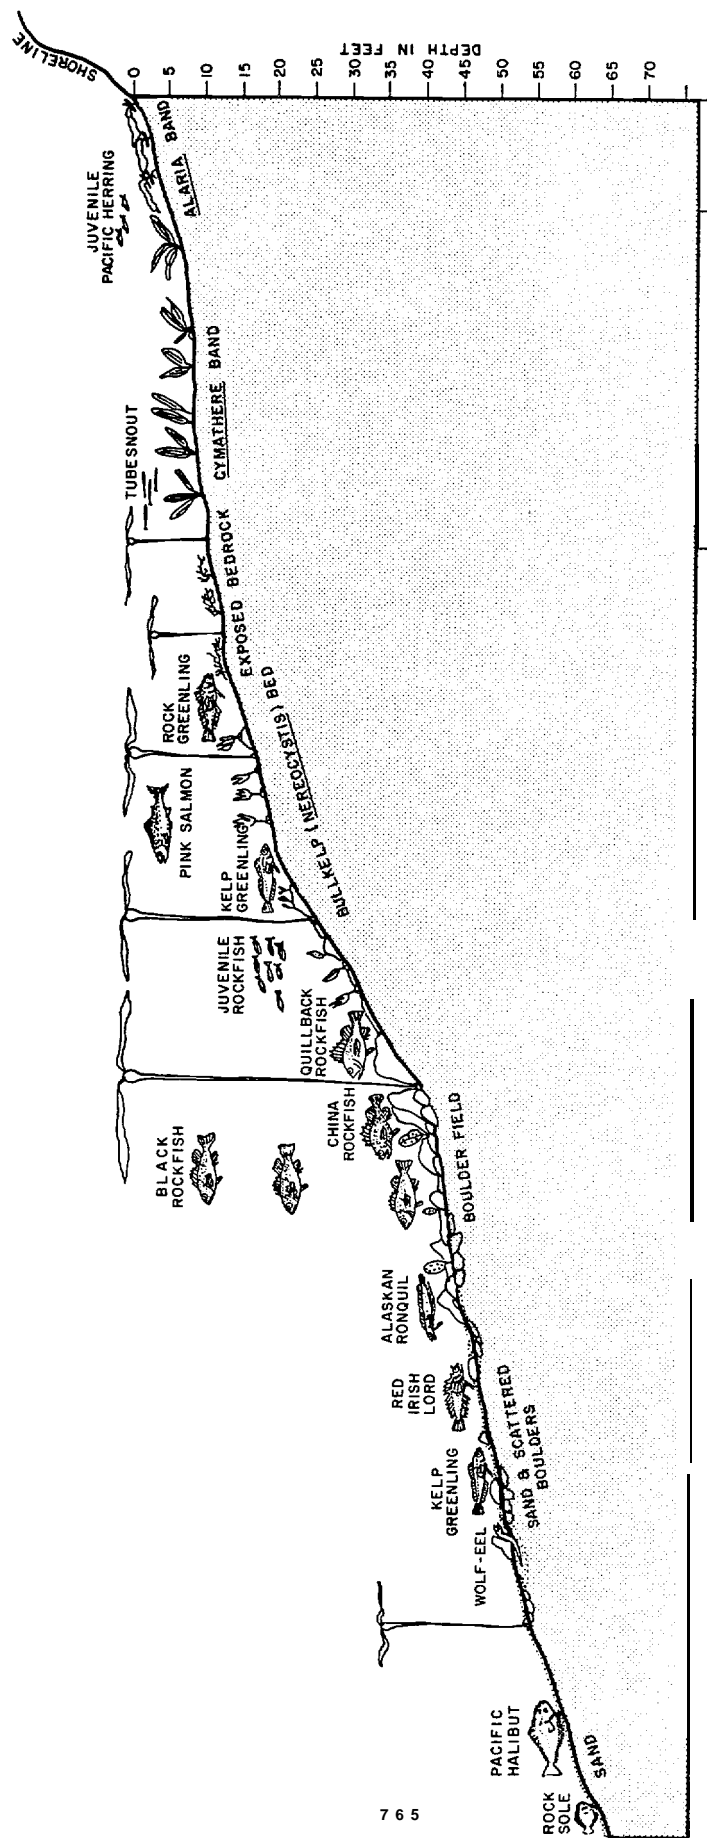 SHORELINE
DEPTH IN FEET
0
5
10
15
20
25
30
35
40
45
50
55
60
65
70
JUVENILE
PACIFIC HERRING
ALARIA BAND
TUBESNOUT
CYMATHERE BAND
EXPOSED BEDROCK
ROCK
GREENLING
PINK SALMON
KELP
GREENLING
BULLKELP (NEREOCYSTIS) BED
JUVENILE
ROCKFISH
QUILLBACK
ROCKFISH
CHINA
ROCKFISH
BLACK
ROCKFISH
BOULDER FIELD
ALASKAN
RONQUIL
RED
IRISH
LORD
KELP
GREENLING
SAND & SCATTERED
BOULDERS
WOLF-EEL
PACIFIC
HALIBUT
SAND
ROCK
SOLE
765